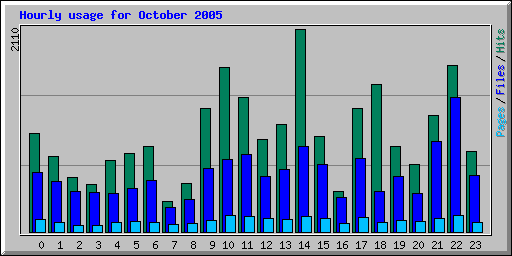 Hourly usage for October 2005
2110
Pages / Files / Hits
0 1 2 3 4 5 6 7 8 9 10 11 12 13 14 15 16 17 18 19 20 21 22 23